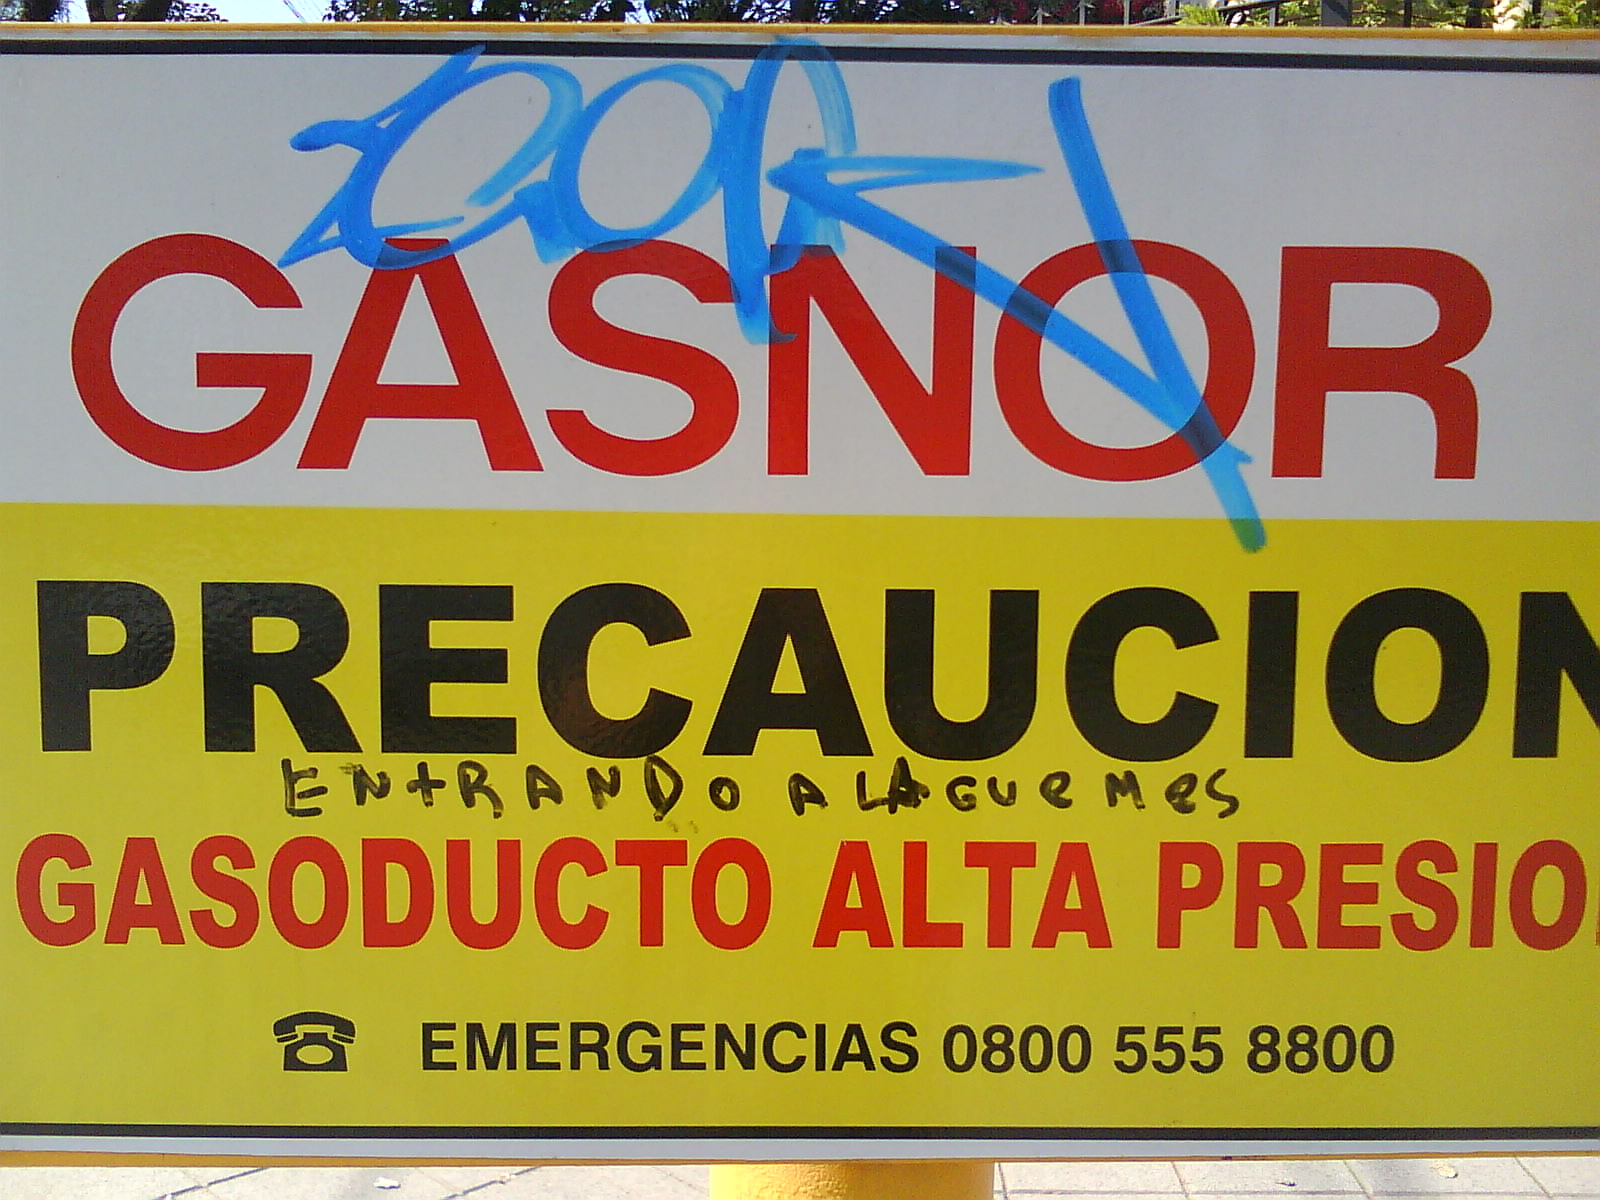 GASNOR
PRECAUCION
ENtRANDO A LAGUeMeS
GASODUCTO ALTA PRESIO
EMERGENCIAS 0800 555 8800